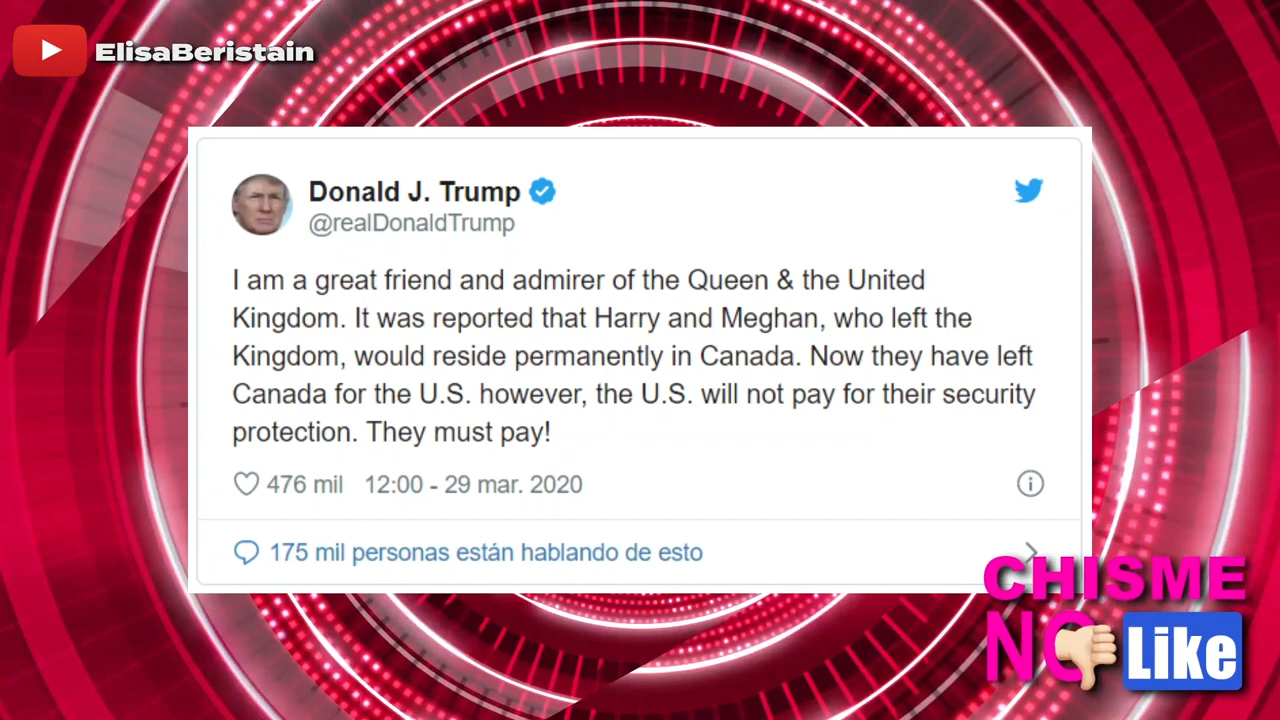 ElisaBeristain
Donald J. Trump
@realDonaldTrump
I am a great friend and admirer of the Queen & the United
Kingdom. It was reported that Harry and Meghan, who left the
Kingdom, would reside permanently in Canada. Now they have left
Canada for the U.S. however, the U.S. will not pay for their security
protection. They must pay!
476 mil 12:00 - 29 mar. 2020
175 mil personas están hablando de esto
CHISME
NO Like